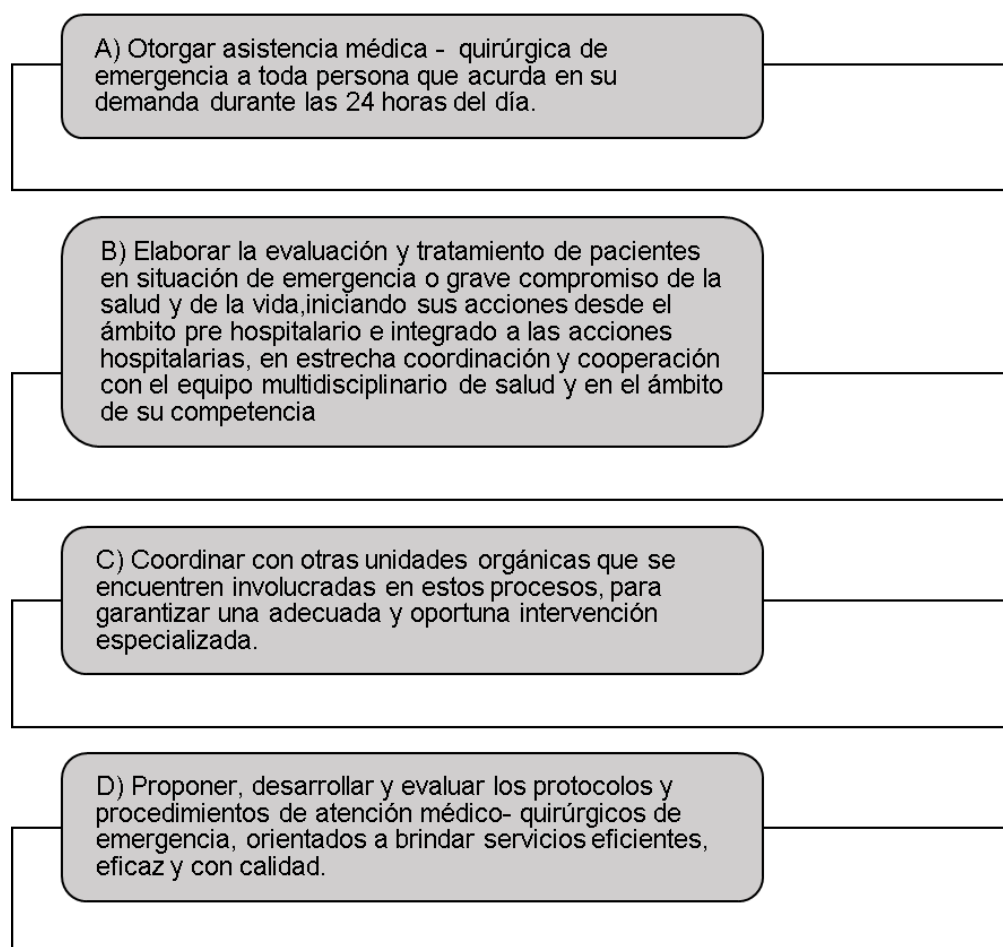 A) Otorgar asistencia médica - quirúrgica de
emergencia a toda persona que acurda en su
demanda durante las 24 horas del día.
B) Elaborar la evaluación y tratamiento de pacientes
en situación de emergencia o grave compromiso de la
salud y de la vida,iniciando sus acciones desde el
ámbito pre hospitalario e integrado a las acciones
hospitalarias, en estrecha coordinación y cooperación
con el equipo multidisciplinario de salud y en el ámbito
de su competencia
C) Coordinar con otras unidades orgánicas que se
encuentren involucradas en estos procesos, para
garantizar una adecuada y oportuna intervención
especializada.
D) Proponer, desarrollar y evaluar los protocolos y
procedimientos de atención médico- quirúrgicos de
emergencia, orientados a brindar servicios eficientes,
eficaz y con calidad.